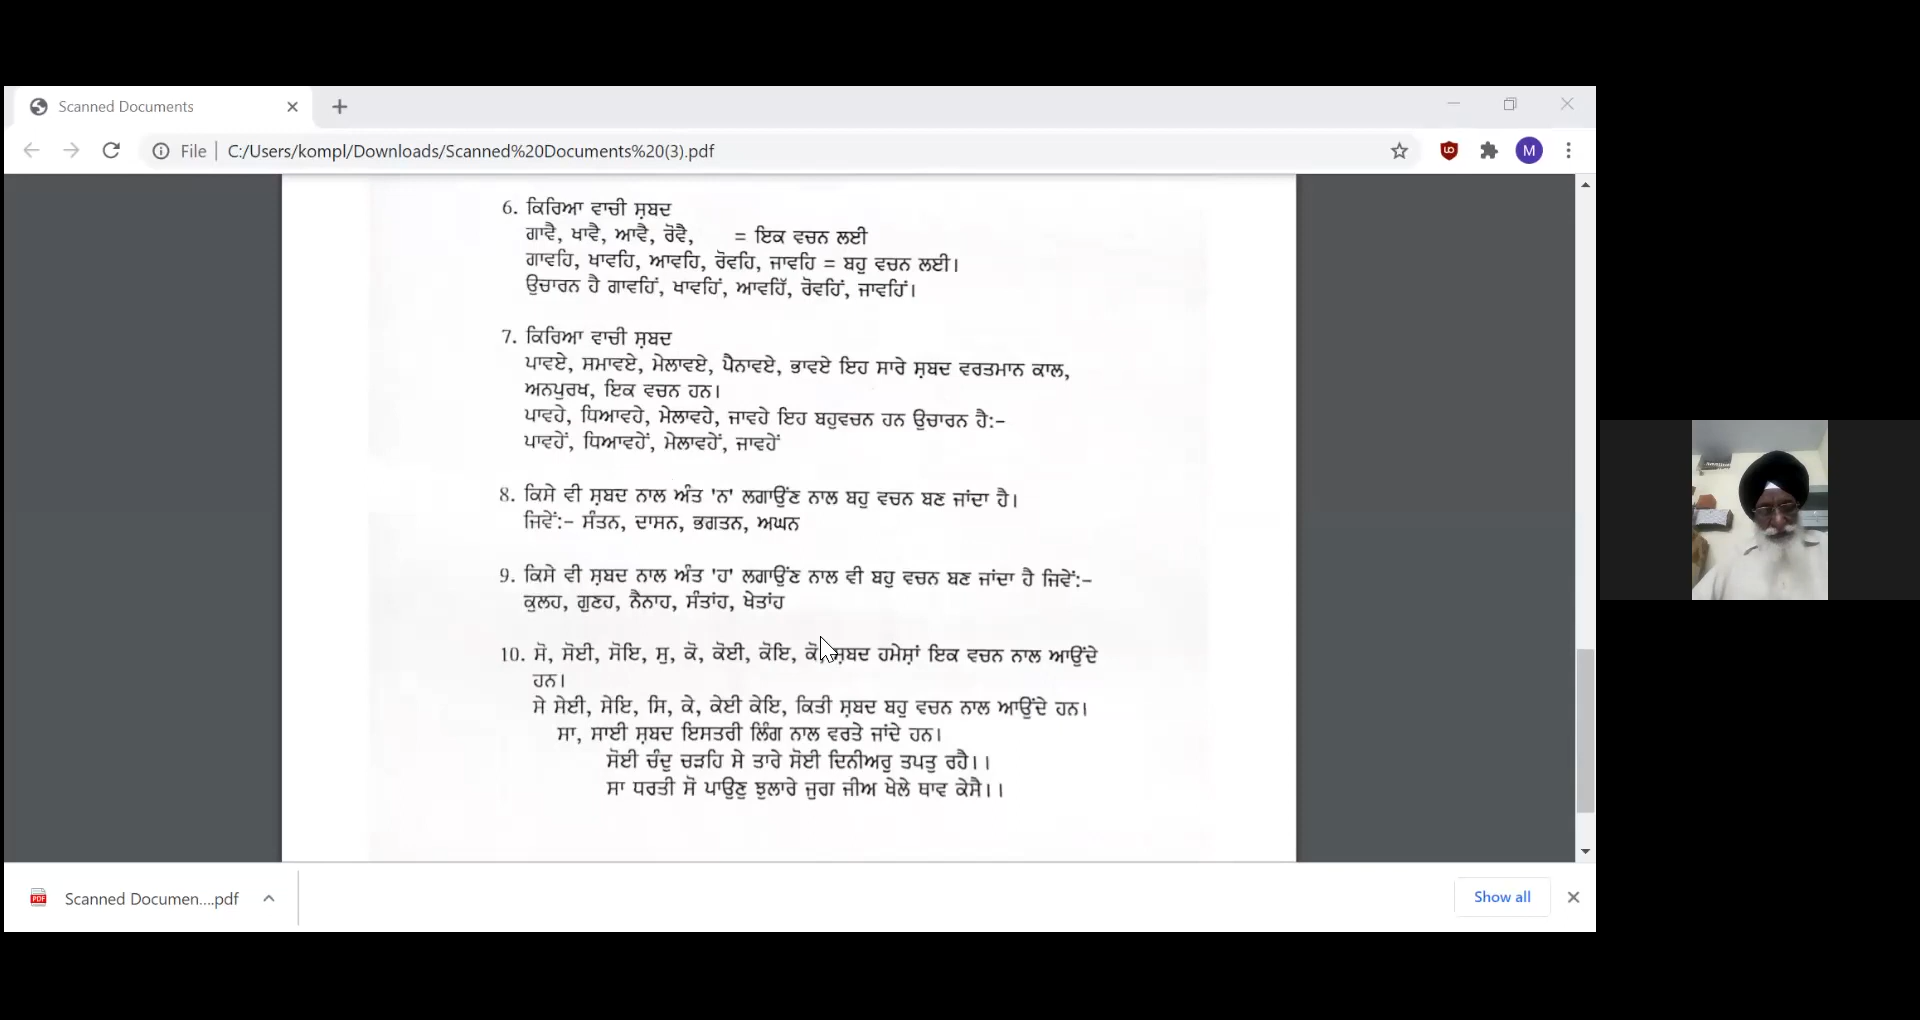 Scanned Documents
File
C:/Users/kompl/Downloads/Scanned%20Documents%20(3).pdf
M
6. ਕਿਰਿਆ ਵਾਚੀ ਸ਼ਬਦ
ਗਾਵੈ, ਖਾਵੈ, ਆਵੈ, ਰੋਵੈ, = ਇਕ ਵਚਨ ਲਈ
ਗਾਵਹਿ, ਖਾਵਹਿ, ਆਵਹਿ, ਰੋਵਹਿ, ਜਾਵਹਿ = ਬਹੁ ਵਚਨ ਲਈ।
ਉਚਾਰਨ ਹੈ ਗਾਵਹਿਂ, ਖਾਵਹਿਂ, ਆਵਹਿਂ, ਰੋਵਹਿਂ, ਜਾਵਹਿਂ।
7. ਕਿਰਿਆ ਵਾਚੀ ਸ਼ਬਦ
ਪਾਵਏ, ਸਮਾਵਏ, ਮੇਲਾਵਏ, ਪੈਨਾਵਏ, ਭਾਵਏ ਇਹ ਸਾਰੇ ਸ਼ਬਦ ਵਰਤਮਾਨ ਕਾਲ,
ਅਨਪੁਰਖ, ਇਕ ਵਚਨ ਹਨ।
ਪਾਵਹੇ, ਧਿਆਵਹੇ, ਮੇਲਾਵਹੇ, ਜਾਵਹੇ ਇਹ ਬਹੁਵਚਨ ਹਨ ਉਚਾਰਨ ਹੈ:-
ਪਾਵਹੇਂ, ਧਿਆਵਹੇਂ, ਮੇਲਾਵਹੇਂ, ਜਾਵਹੇਂ
8. ਕਿਸੇ ਵੀ ਸ਼ਬਦ ਨਾਲ ਅੰਤ 'ਨ' ਲਗਾਉਂਣ ਨਾਲ ਬਹੁ ਵਚਨ ਬਣ ਜਾਂਦਾ ਹੈ।
ਜਿਵੇਂ:- ਸੰਤਨ, ਦਾਸਨ, ਭਗਤਨ, ਅਘਨ
9. ਕਿਸੇ ਵੀ ਸ਼ਬਦ ਨਾਲ ਅੰਤ 'ਹ' ਲਗਾਉਂਣ ਨਾਲ ਵੀ ਬਹੁ ਵਚਨ ਬਣ ਜਾਂਦਾ ਹੈ ਜਿਵੇਂ:-
ਕੁਲਹ, ਗੁਣਹ, ਨੈਨਾਹ, ਸੰਤਾਂਹ, ਖੇਤਾਂਹ
10. ਸੋ, ਸੋਈ, ਸੋਇ, ਸੁ, ਕੋ, ਕੋਈ, ਕੋਇ, ਸ਼ਬਦ ਹਮੇਸ਼ਾਂ ਇਕ ਵਚਨ ਨਾਲ ਆਉਂਦੇ
ਹਨ।
ਸੇ ਸੇਈ, ਸੇਇ, ਸਿ, ਕੇ, ਕੇਈ ਕੇਇ, ਕਿਤੀ ਸ਼ਬਦ ਬਹੁ ਵਚਨ ਨਾਲ ਆਉਂਦੇ ਹਨ।
ਸਾ, ਸਾਈ ਸ਼ਬਦ ਇਸਤਰੀ ਲਿੰਗ ਨਾਲ ਵਰਤੇ ਜਾਂਦੇ ਹਨ।
ਸੋਈ ਚੰਦੁ ਚੜਹਿ ਸੇ ਤਾਰੇ ਸੋਈ ਦਿਨੀਅਰੁ ਤਪਤੁ ਰਹੈ।।
ਸਾ ਧਰਤੀ ਸੋ ਪਾਉਣੁ ਝੁਲਾਰੇ ਜੁਗ ਜੀਅ ਖੇਲੇ ਥਾਵ ਕੇਸੈ।।
Scanned Documen....pdf
Show all